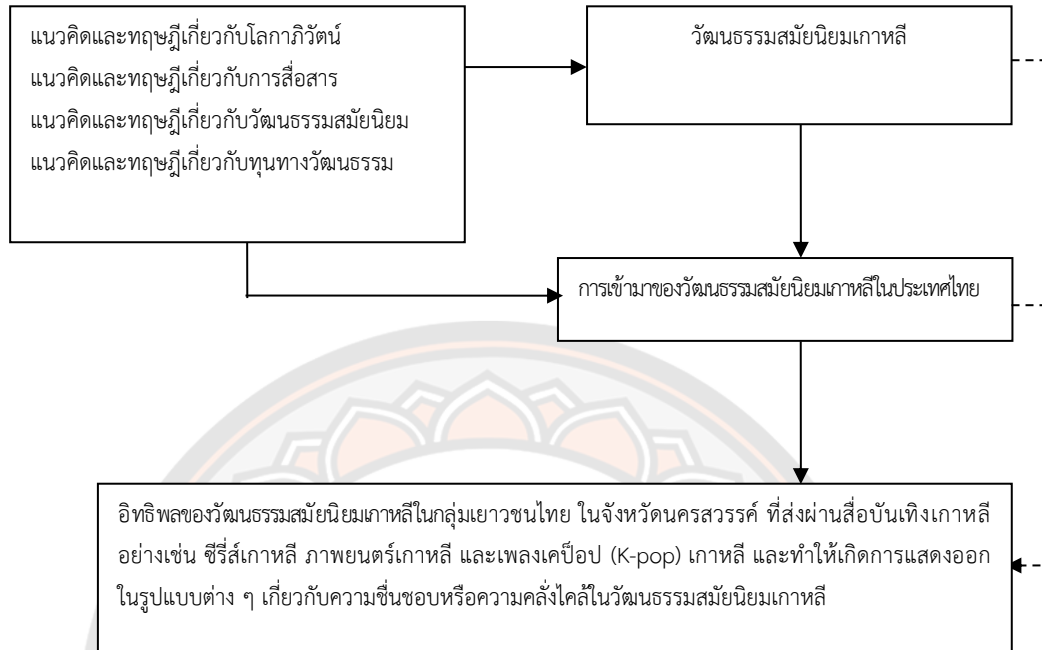 แนวคิดและทฤษฎีเกี่ยวกับโลกาภิวัตน์
แนวคิดและทฤษฎีเกี่ยวกับการสื่อสาร
แนวคิดและทฤษฎีเกี่ยวกับวัฒนธรรมสมัยนิยม
แนวคิดและทฤษฎีเกี่ยวกับทุนทางวัฒนธรรม
วัฒนธรรมสมัยนิยมเกาหลี
การเข้ามาของวัฒนธรรมสมัยนิยมเกาหลีในประเทศไทย
อิทธิพลของวัฒนธรรมสมัยนิยมเกาหลีในกลุ่มเยาวชนไทย ในจังหวัดนครสวรรค์ ที่ส่งผ่านสื่อบันเทิงเกาหลี
อย่างเช่น ซีรี่ส์เกาหลี ภาพยนตร์เกาหลี และเพลงเคป็อป (K-pop) เกาหลี และทำให้เกิดการแสดงออก
ในรูปแบบต่าง ๆ เกี่ยวกับความชื่นชอบหรือความคลั่งไคล้ในวัฒนธรรมสมัยนิยมเกาหลี